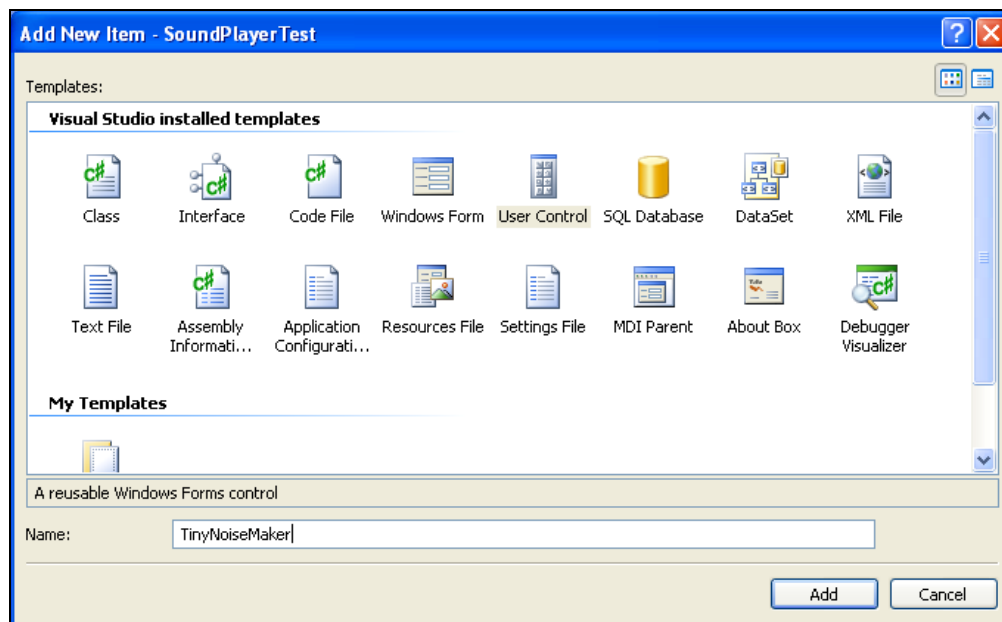 Add New Item - SoundPlayerTest
Templates:
Visual Studio installed templates
Class
Interface
Code File
Windows Form
User Control
SQL Database
DataSet
XML File
Text File
Assembly
Informati...
Application
Configurati...
Resources File
Settings File
MDI Parent
About Box
Debugger
Visualizer
My Templates
A reusable Windows Forms control
Name:
TinyNoiseMaker
Add
Cancel